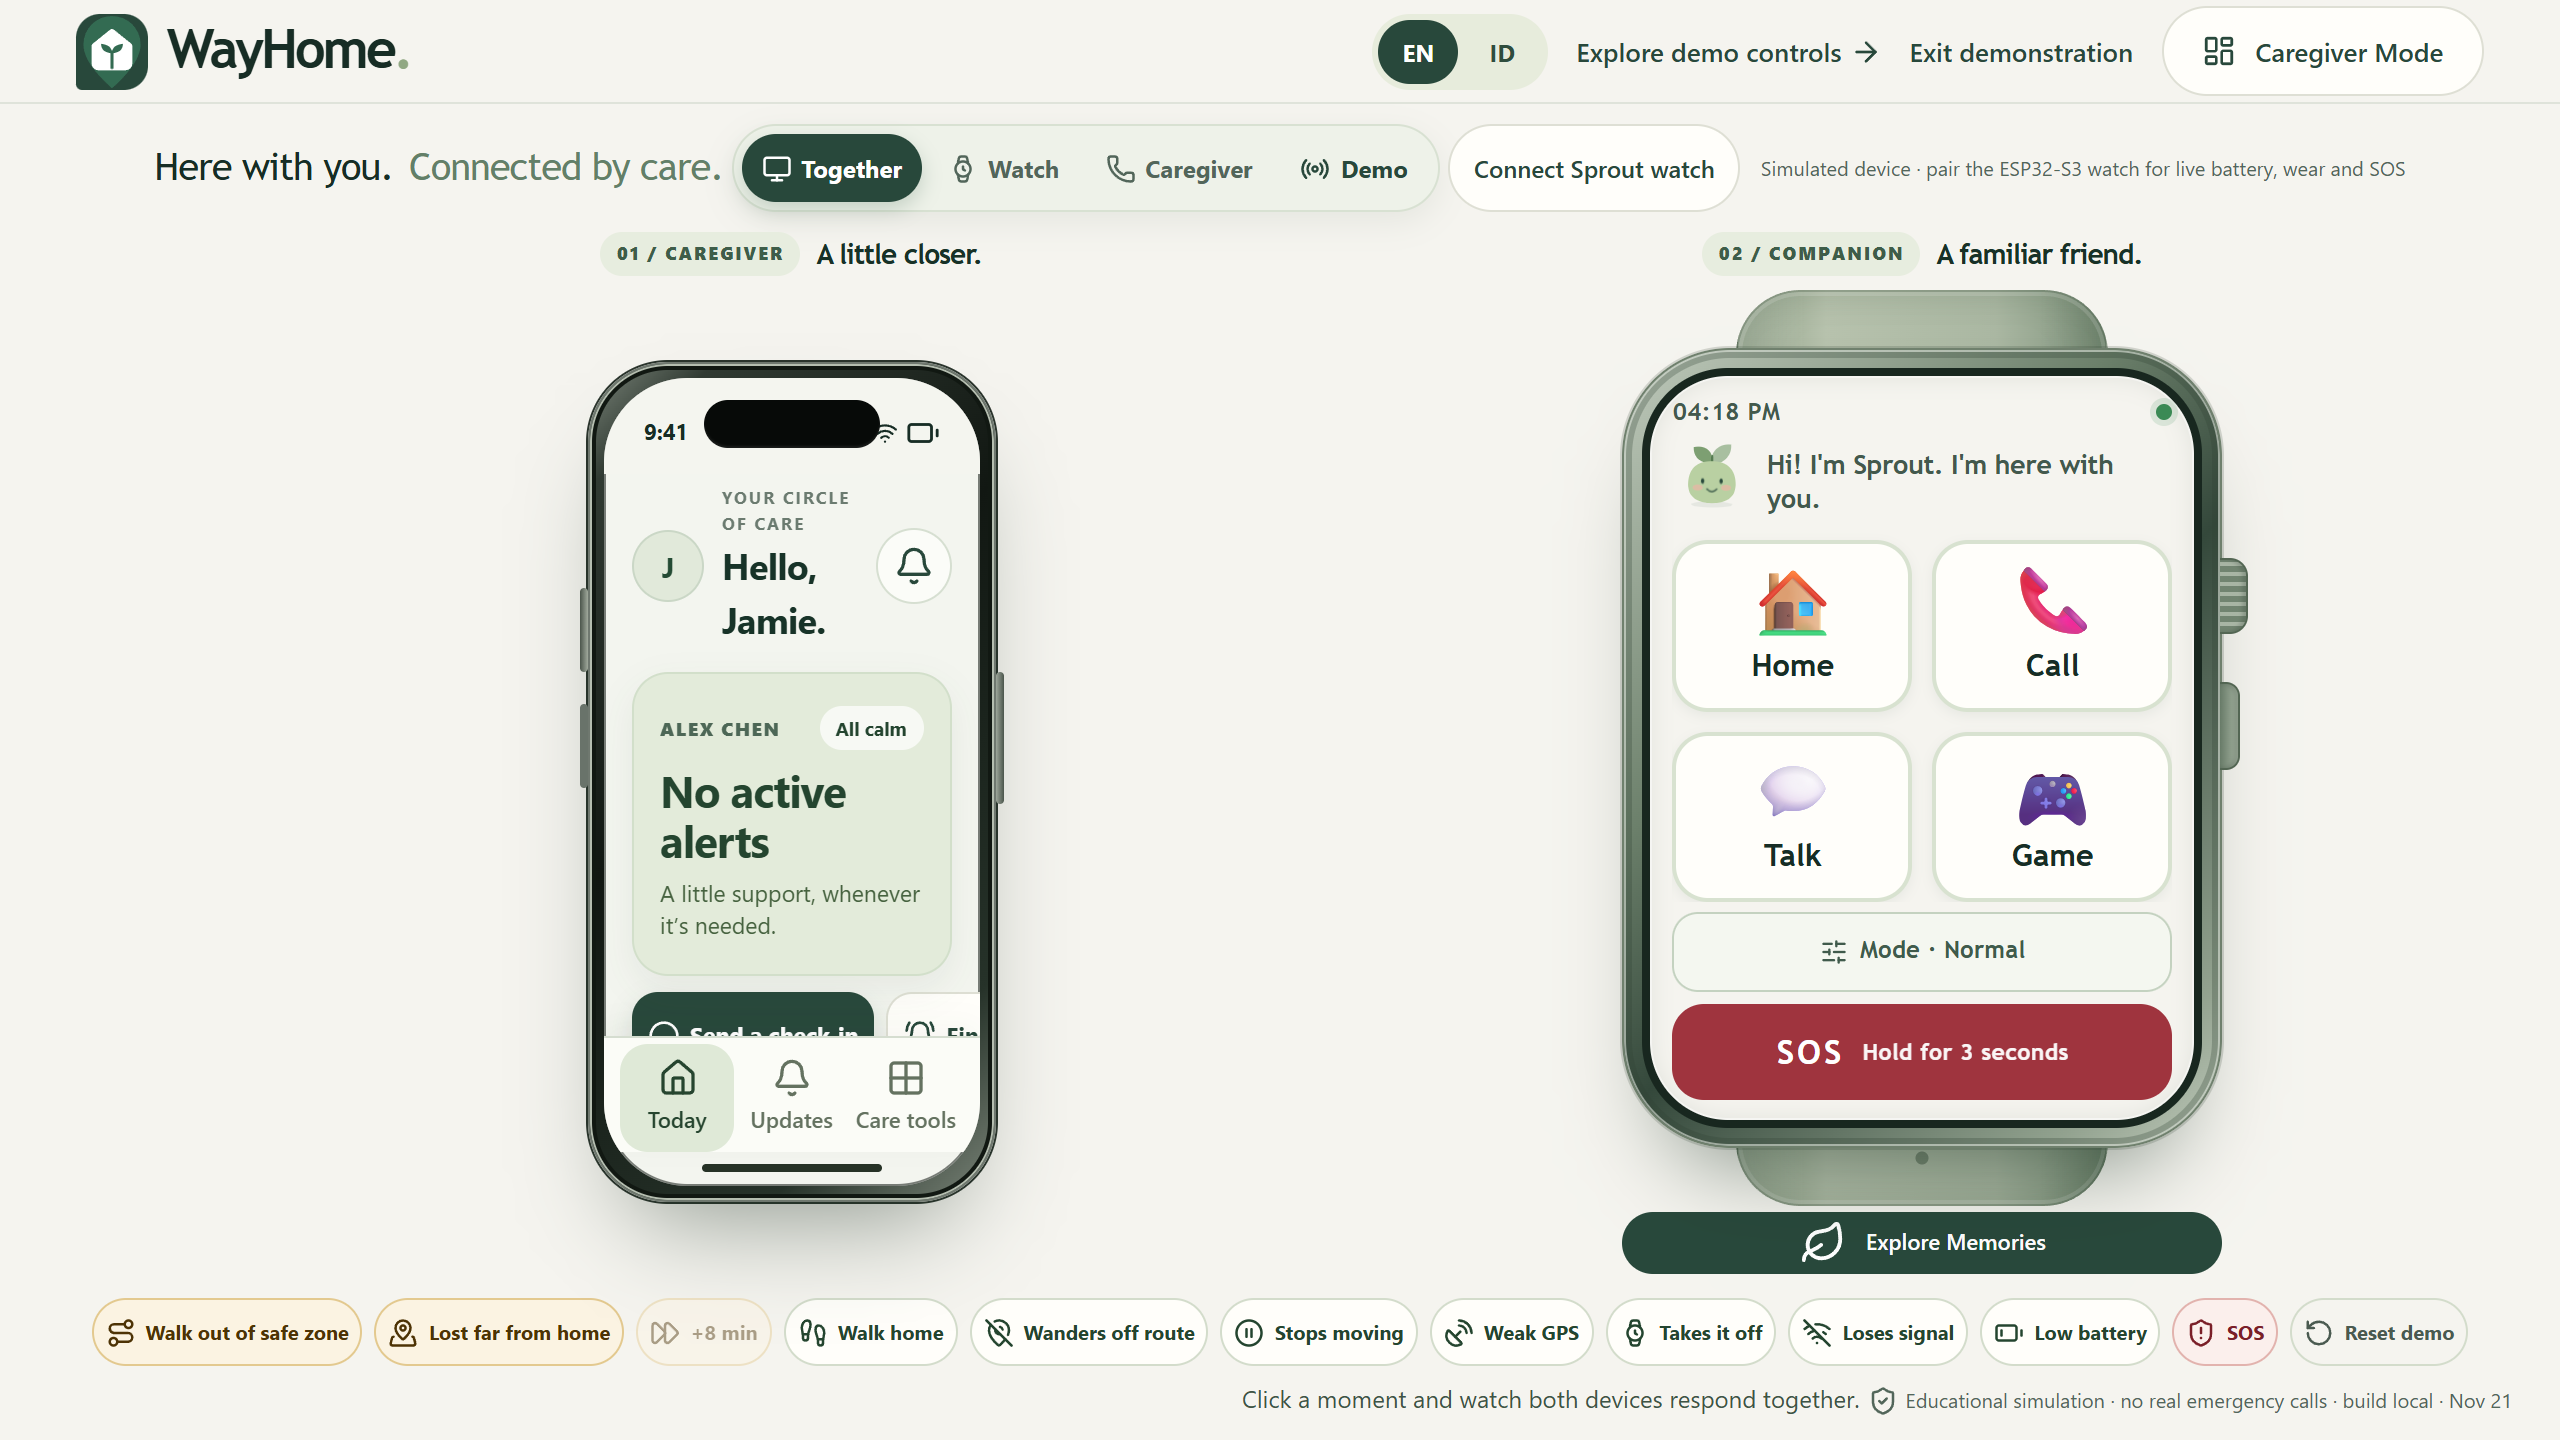 WayHome.
EN ID Explore demo controls Exit demonstration Caregiver Mode
Here with you. Connected by care. Together Watch Caregiver Demo Connect Sprout watch Simulated device · pair the ESP32-S3 watch for live battery, wear and SOS
01 / CAREGIVER A little closer.
9:41
YOUR CIRCLE
OF CARE
J
Hello,
Jamie.
ALEX CHEN All calm
No active
alerts
A little support, whenever
it's needed.
Send a check-in
Today Updates Care tools
02 / COMPANION A familiar friend.
04:18 PM
Hi! I'm Sprout. I'm here with
you.
Home Call
Talk Game
Mode · Normal
SOS Hold for 3 seconds
Explore Memories
Walk out of safe zone Lost far from home +8 min Walk home Wanders off route Stops moving Weak GPS Takes it off Loses signal Low battery SOS Reset demo
Click a moment and watch both devices respond together. Educational simulation · no real emergency calls · build local · Nov 21